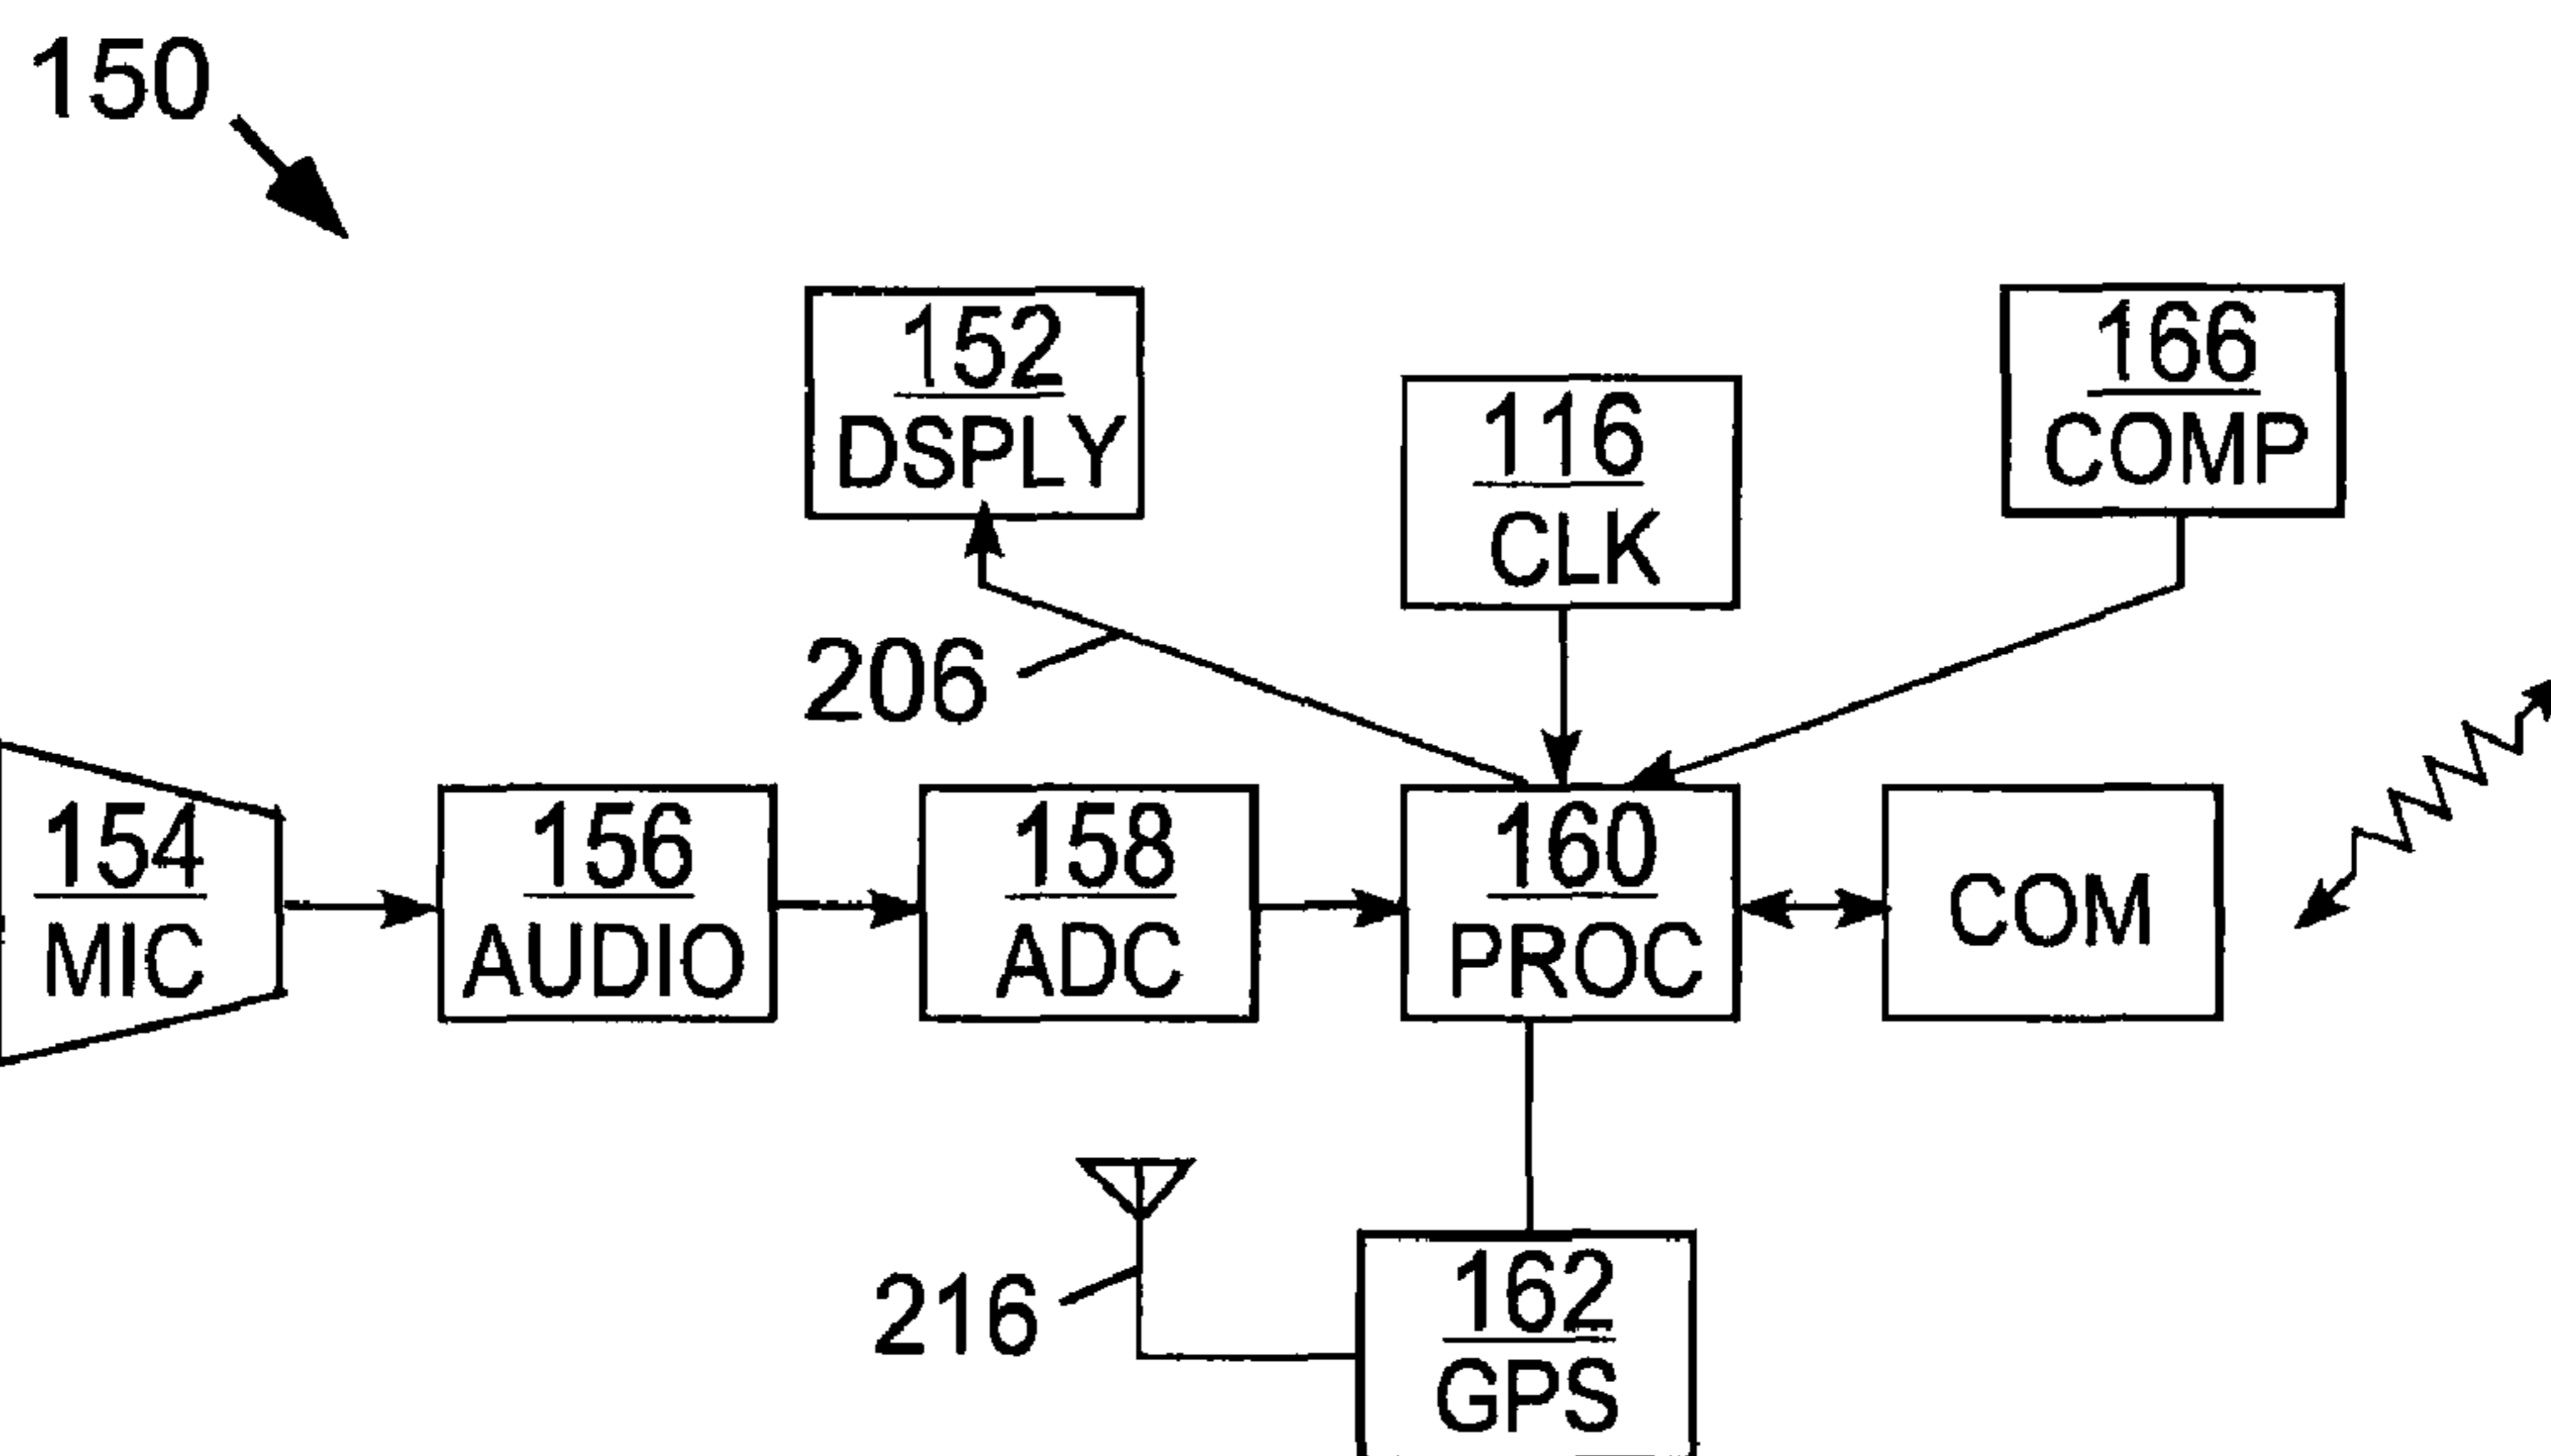 150
152
DSPLY
116
CLK
166
COMP
206
154
MIC
156
AUDIO
158
ADC
160
PROC
COM
216
162
GPS